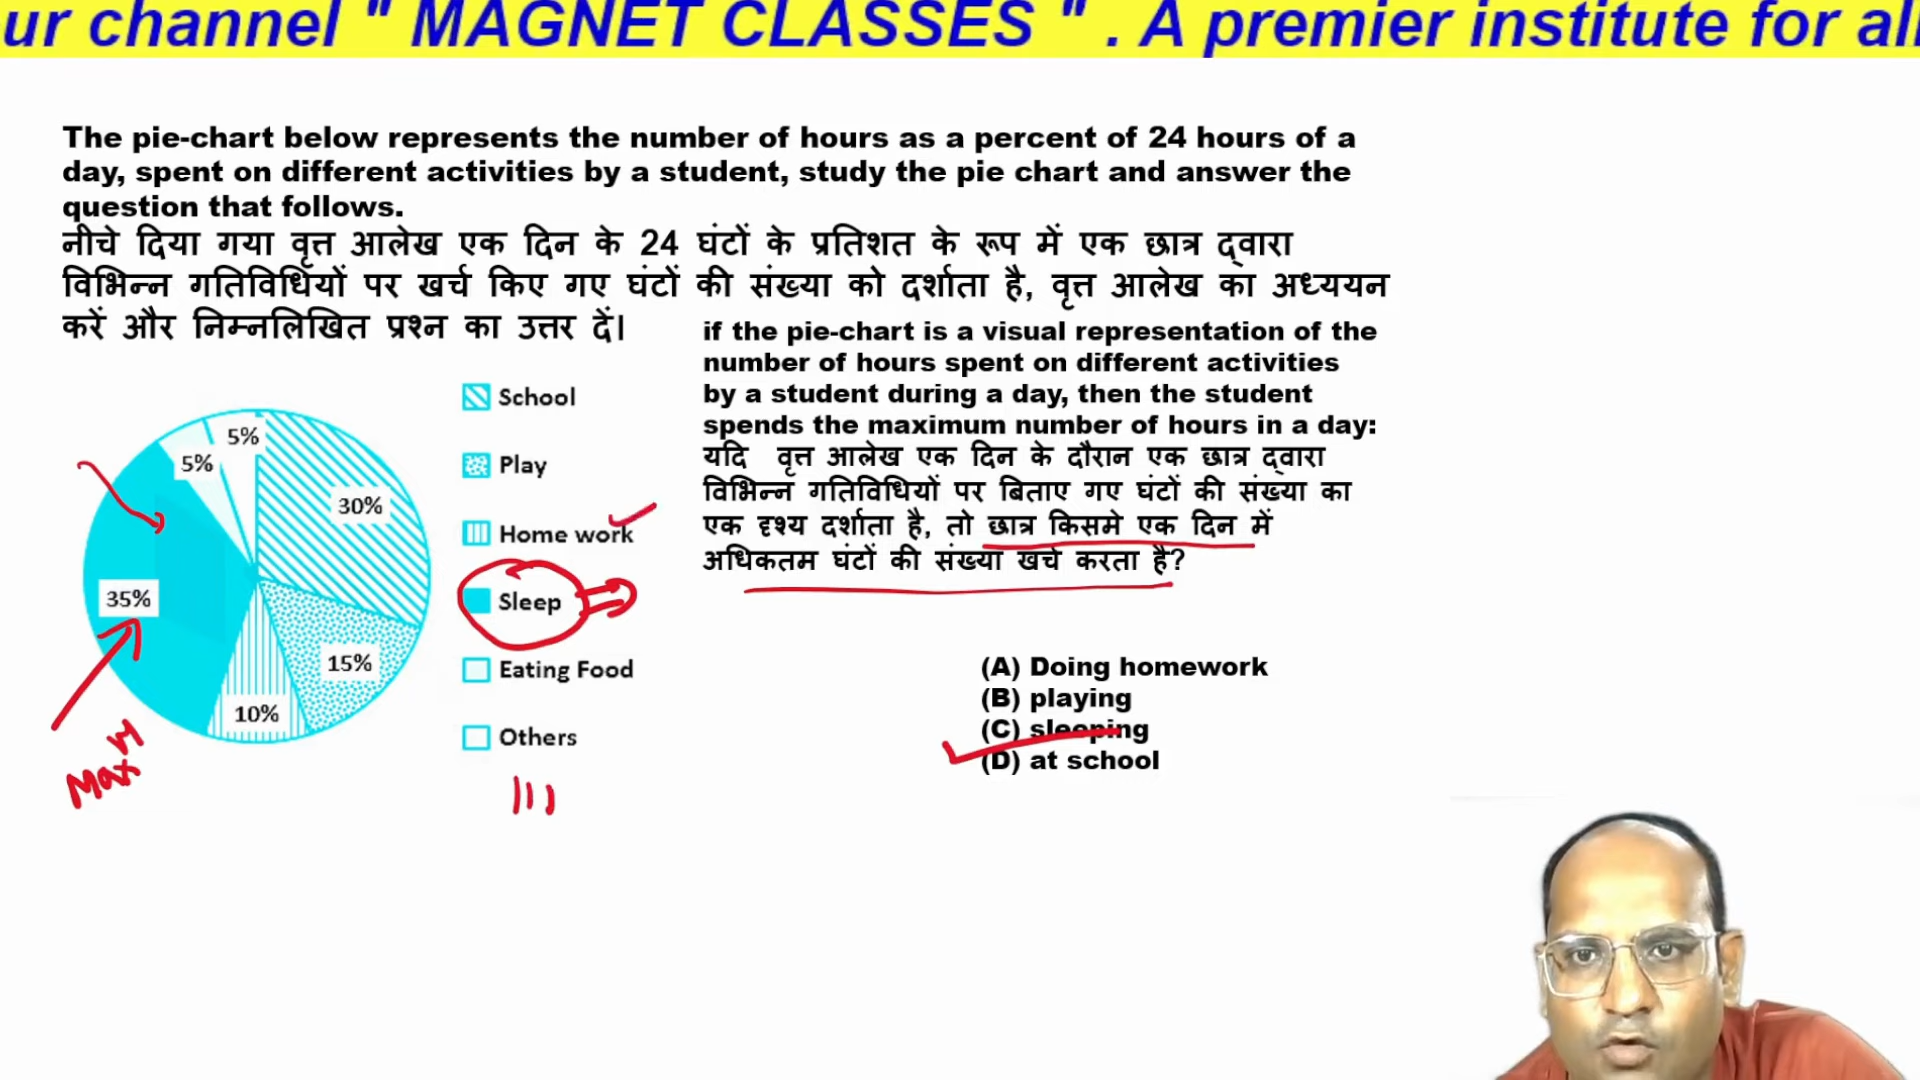 ur channel " MAGNET CLASSES " . A premier institute for all
The pie-chart below represents the number of hours as a percent of 24 hours of a
day, spent on different activities by a student, study the pie chart and answer the
question that follows.
नीचे दिया गया वृत्त आलेख एक दिन के 24 घंटों के प्रतिशत के रूप में एक छात्र द्वारा
विभिन्न गतिविधियों पर खर्च किए गए घंटों की संख्या को दर्शाता है, वृत्त आलेख का अध्ययन
करें और निम्नलिखित प्रश्न का उत्तर दें।
if the pie-chart is a visual representation of the
number of hours spent on different activities
by a student during a day, then the student
spends the maximum number of hours in a day:
यदि वृत्त आलेख एक दिन के दौरान एक छात्र द्वारा
विभिन्न गतिविधियों पर बिताए गए घंटों की संख्या का
एक दृश्य दर्शाता है, तो छात्र किसमे एक दिन में
अधिकतम घंटों की संख्या खर्च करता है?
5%
5%
30%
35%
15%
10%
School
Play
Home work
Sleep
Eating Food
Others
Max
(A) Doing homework
(B) playing
(C) sleeping
(D) at school